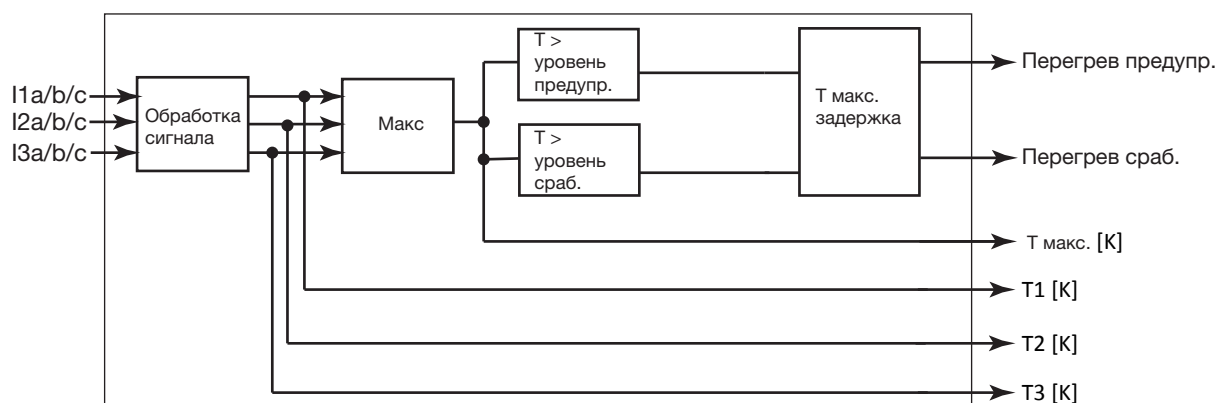 I1a/b/c
I2a/b/c
I3a/b/c
Обработка
сигнала
Макс
T >
уровень
предупр.
T >
уровень
сраб.
T макс.
задержка
Перегрев предупр.
Перегрев сраб.
T макс. [K]
T1 [K]
T2 [K]
T3 [K]